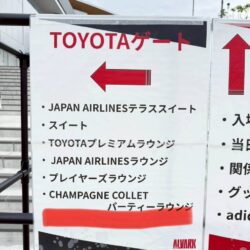 TOYOTAゲート
・JAPAN AIRLINESテラススイート
・スイート
・TOYOTAプレミアムラウンジ
・JAPAN AIRLINESラウンジ
・プレイヤーズラウンジ
・CHAMPAGNE COLLET
パーティーラウンジ
ALVARK
・入場
・当日
・関係
・グッ
・adid